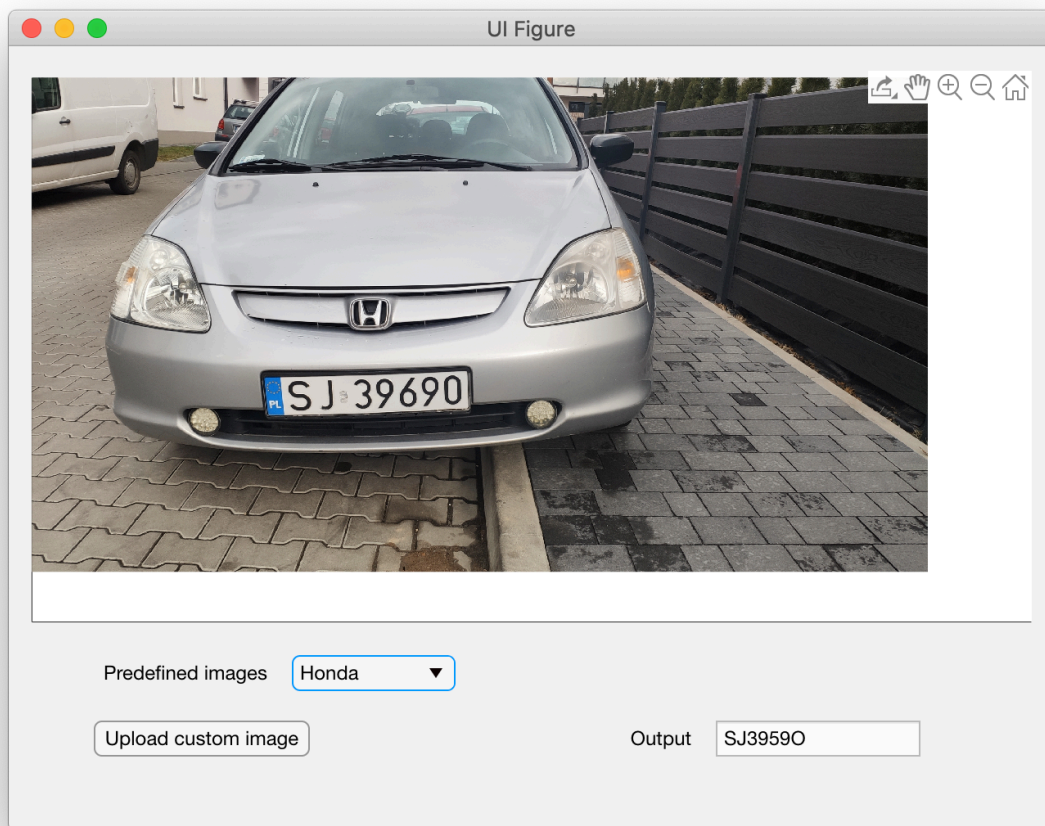 UI Figure
PL SJ 39690
Predefined images Honda
Upload custom image
Output SJ3959O